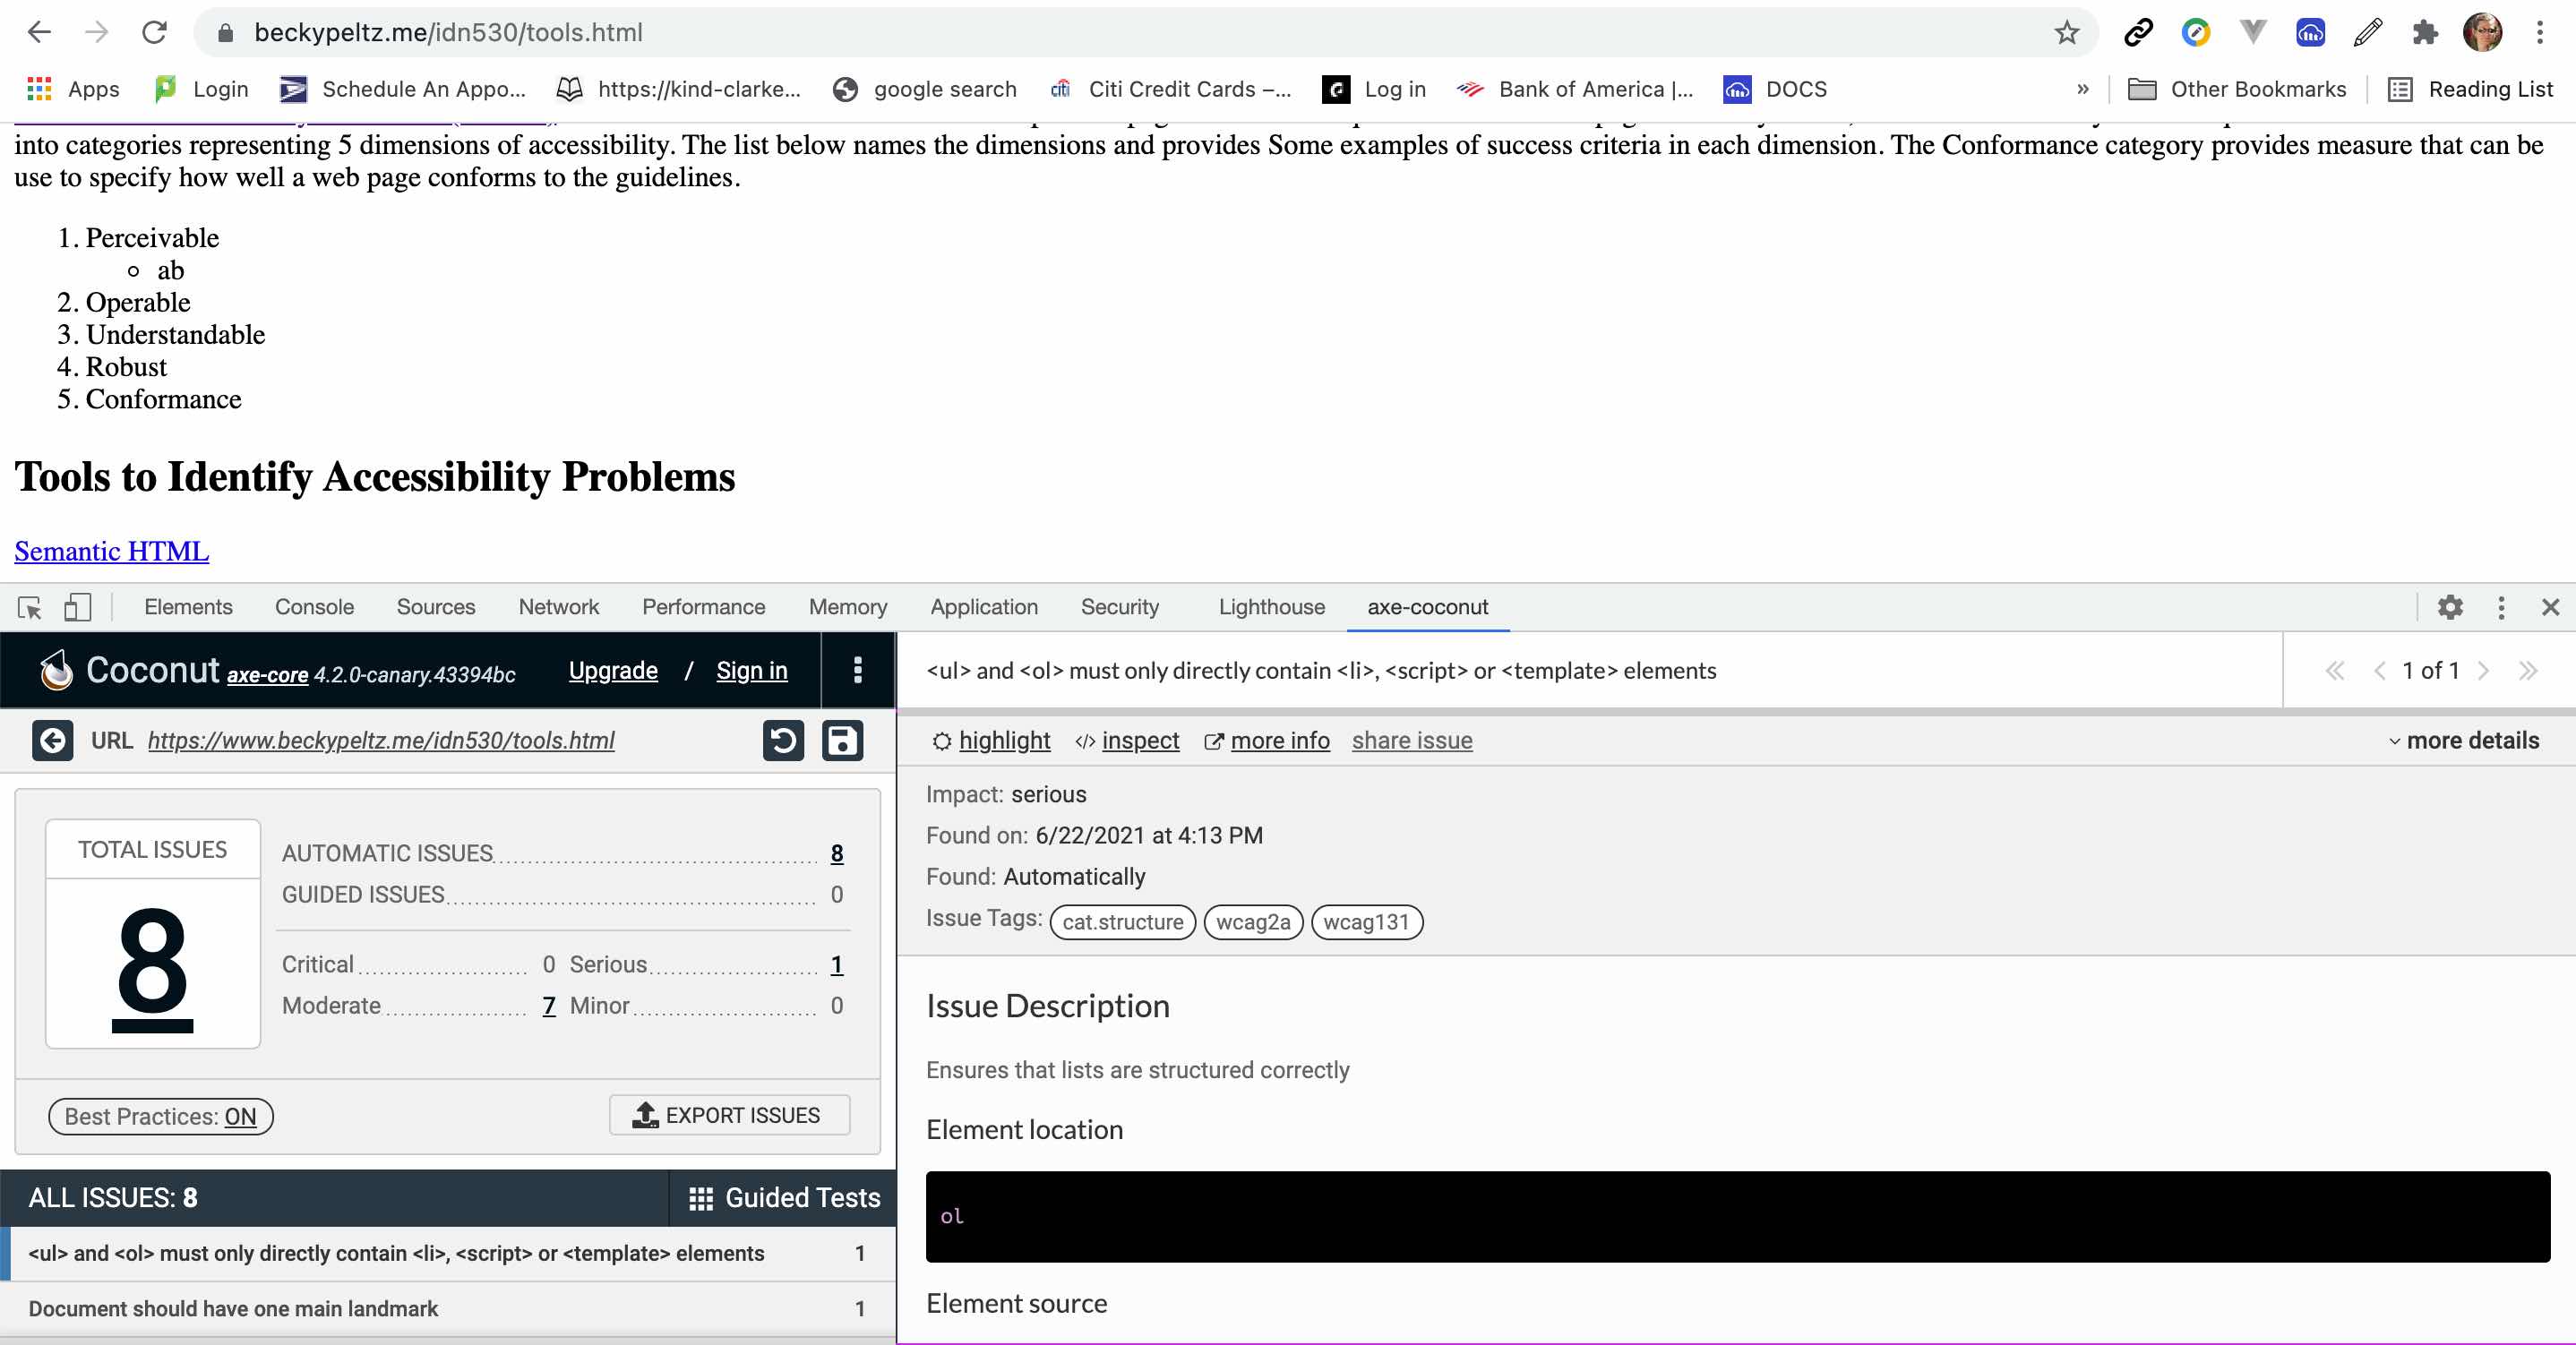 beckypeltz.me/idn530/tools.html
Apps Login Schedule An Appo... https://kind-clarke... google search Citi Credit Cards –... Log in Bank of America |... DOCS » Other Bookmarks Reading List
into categories representing 5 dimensions of accessibility. The list below names the dimensions and provides Some examples of success criteria in each dimension. The Conformance category provides measure that can be
use to specify how well a web page conforms to the guidelines.
1. Perceivable
ab
2. Operable
3. Understandable
4. Robust
5. Conformance
Tools to Identify Accessibility Problems
Semantic HTML
Elements Console Sources Network Performance Memory Application Security Lighthouse axe-coconut
Coconut axe-core 4.2.0-canary.43394bc Upgrade / Sign in
URL https://www.beckypeltz.me/idn530/tools.html
TOTAL ISSUES
8
AUTOMATIC ISSUES 8
GUIDED ISSUES 0
Critical 0 Serious 1
Moderate 7 Minor 0
Best Practices: ON
EXPORT ISSUES
ALL ISSUES: 8 Guided Tests
<ul> and <ol> must only directly contain <li>, <script> or <template> elements 1
Document should have one main landmark 1
<ul> and <ol> must only directly contain <li>, <script> or <template> elements
1 of 1
highlight </> inspect more info share issue more details
Impact: serious
Found on: 6/22/2021 at 4:13 PM
Found: Automatically
Issue Tags: cat.structure wcag2a wcag131
Issue Description
Ensures that lists are structured correctly
Element location
ol
Element source